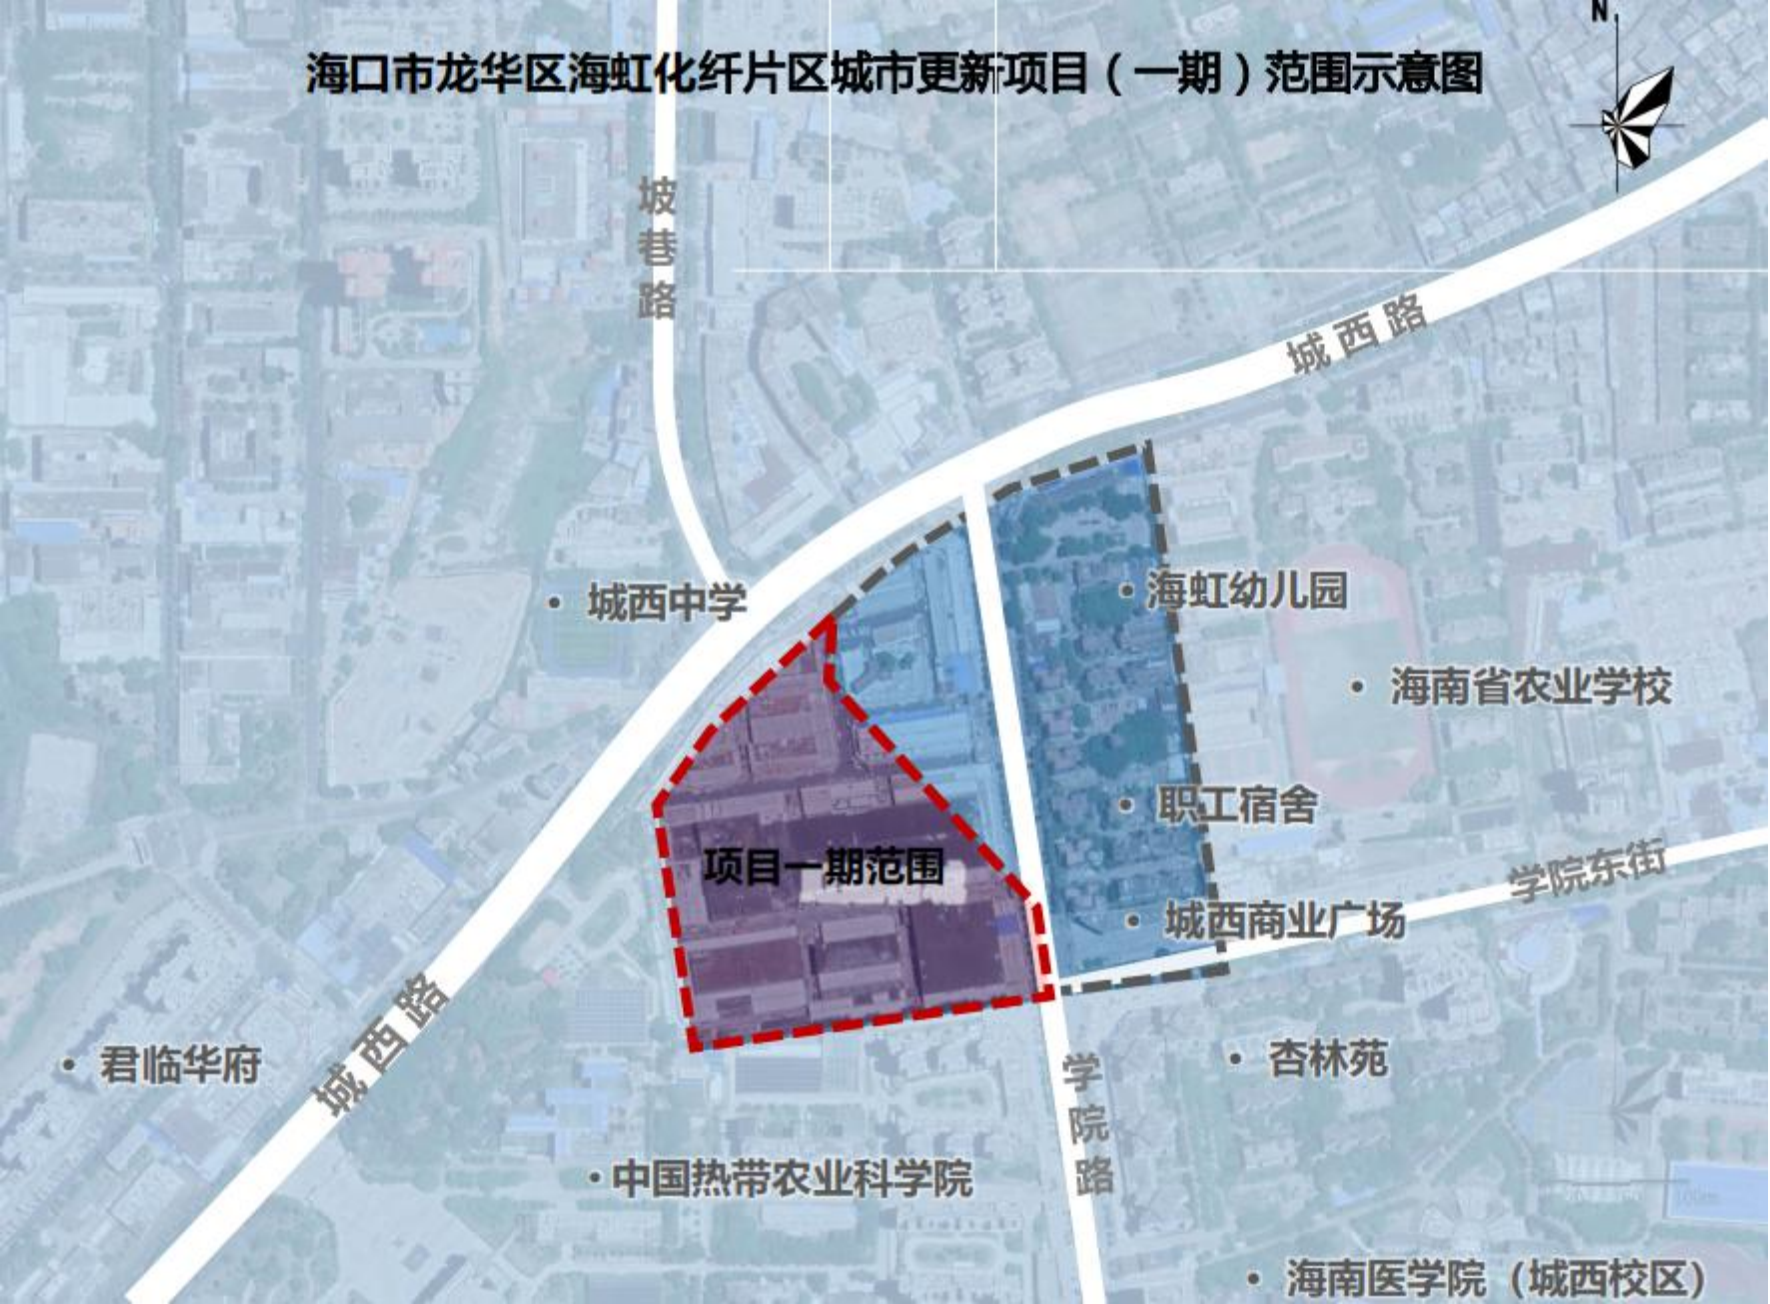 N
海口市龙华区海虹化纤片区城市更新项目（一期）范围示意图
坡巷路
城西路
城西中学
海虹幼儿园
海南省农业学校
职工宿舍
项目一期范围
学院东街
城西商业广场
城西路
君临华府
杏林苑
学院路
中国热带农业科学院
海南医学院（城西校区）